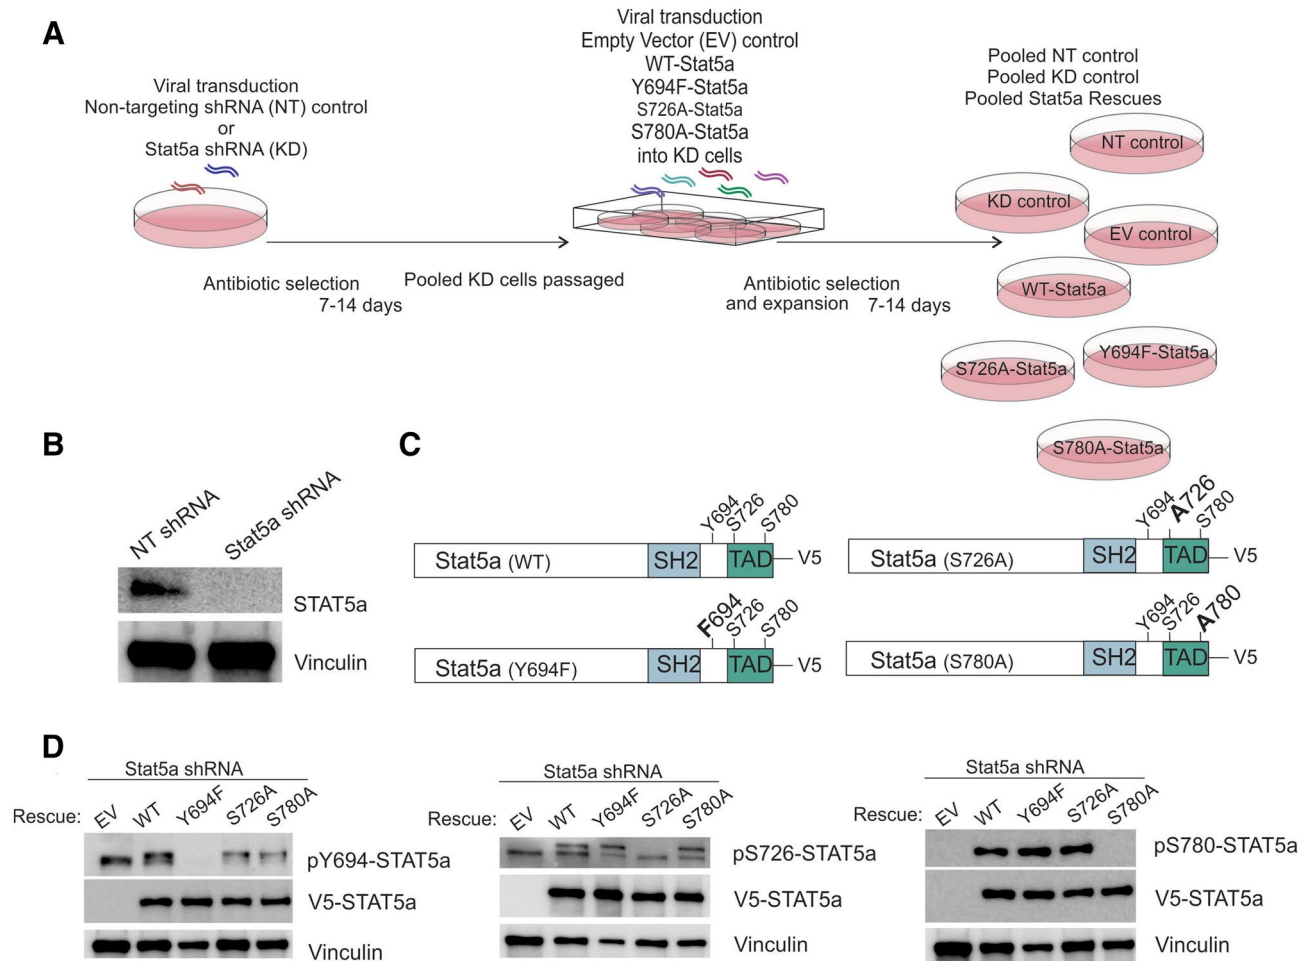 A
Viral transduction
Non-targeting shRNA (NT) control
or
Stat5a shRNA (KD)
Antibiotic selection
7-14 days
Pooled KD cells passaged
Viral transduction
Empty Vector (EV) control
WT-Stat5a
Y694F-Stat5a
S726A-Stat5a
S780A-Stat5a
into KD cells
Antibiotic selection
and expansion 7-14 days
Pooled NT control
Pooled KD control
Pooled Stat5a Rescues
NT control
KD control
EV control
WT-Stat5a
Y694F-Stat5a
S726A-Stat5a
S780A-Stat5a
B
NT shRNA
Stat5a shRNA
STAT5a
Vinculin
C
Y694 S726 S780
Stat5a (WT) SH2 TAD V5
Y694 A726 S780
Stat5a (S726A) SH2 TAD V5
F694 S726 S780
Stat5a (Y694F) SH2 TAD V5
Y694 S726 A780
Stat5a (S780A) SH2 TAD V5
D
Stat5a shRNA
Rescue: EV WT Y694F S726A S780A
pY694-STAT5a
V5-STAT5a
Vinculin
Stat5a shRNA
Rescue: EV WT Y694F S726A S780A
pS726-STAT5a
V5-STAT5a
Vinculin
Stat5a shRNA
Rescue: EV WT Y694F S726A S780A
pS780-STAT5a
V5-STAT5a
Vinculin